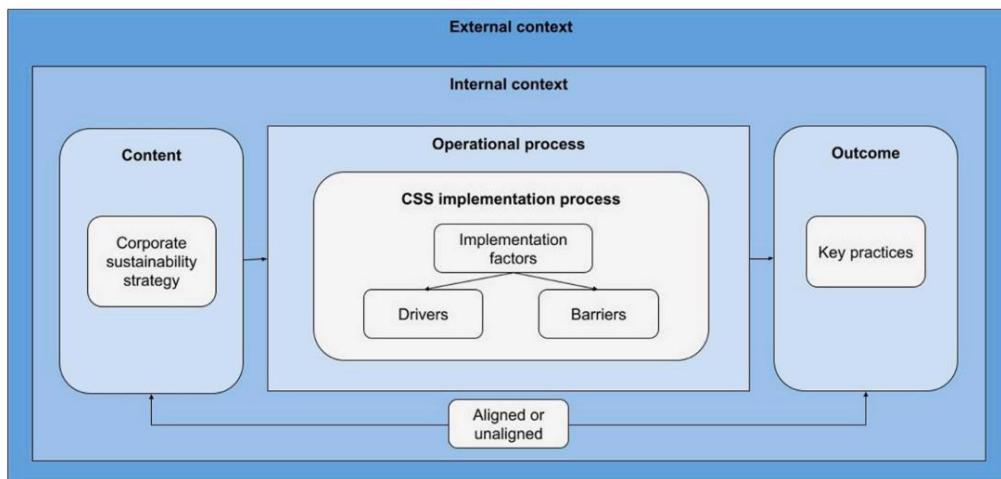 External context
Internal context
Content
Corporate
sustainability
strategy
Operational process
CSS implementation process
Implementation
factors
Drivers
Barriers
Outcome
Key practices
Aligned or
unaligned